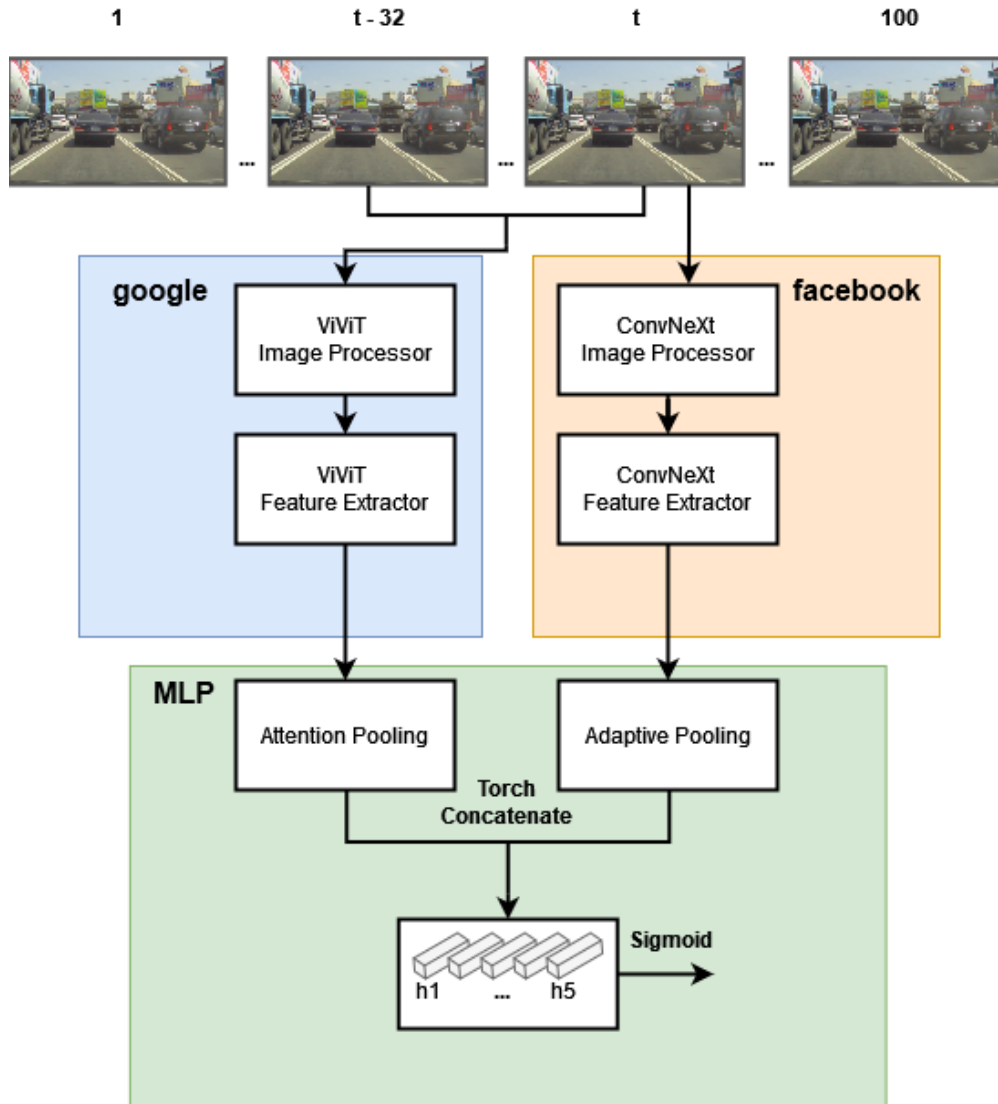 1
t - 32
t
100
...
...
...
google
facebook
ViViT
Image Processor
ConvNeXt
Image Processor
ViViT
Feature Extractor
ConvNeXt
Feature Extractor
MLP
Attention Pooling
Adaptive Pooling
Torch
Concatenate
Sigmoid
h1
...
h5